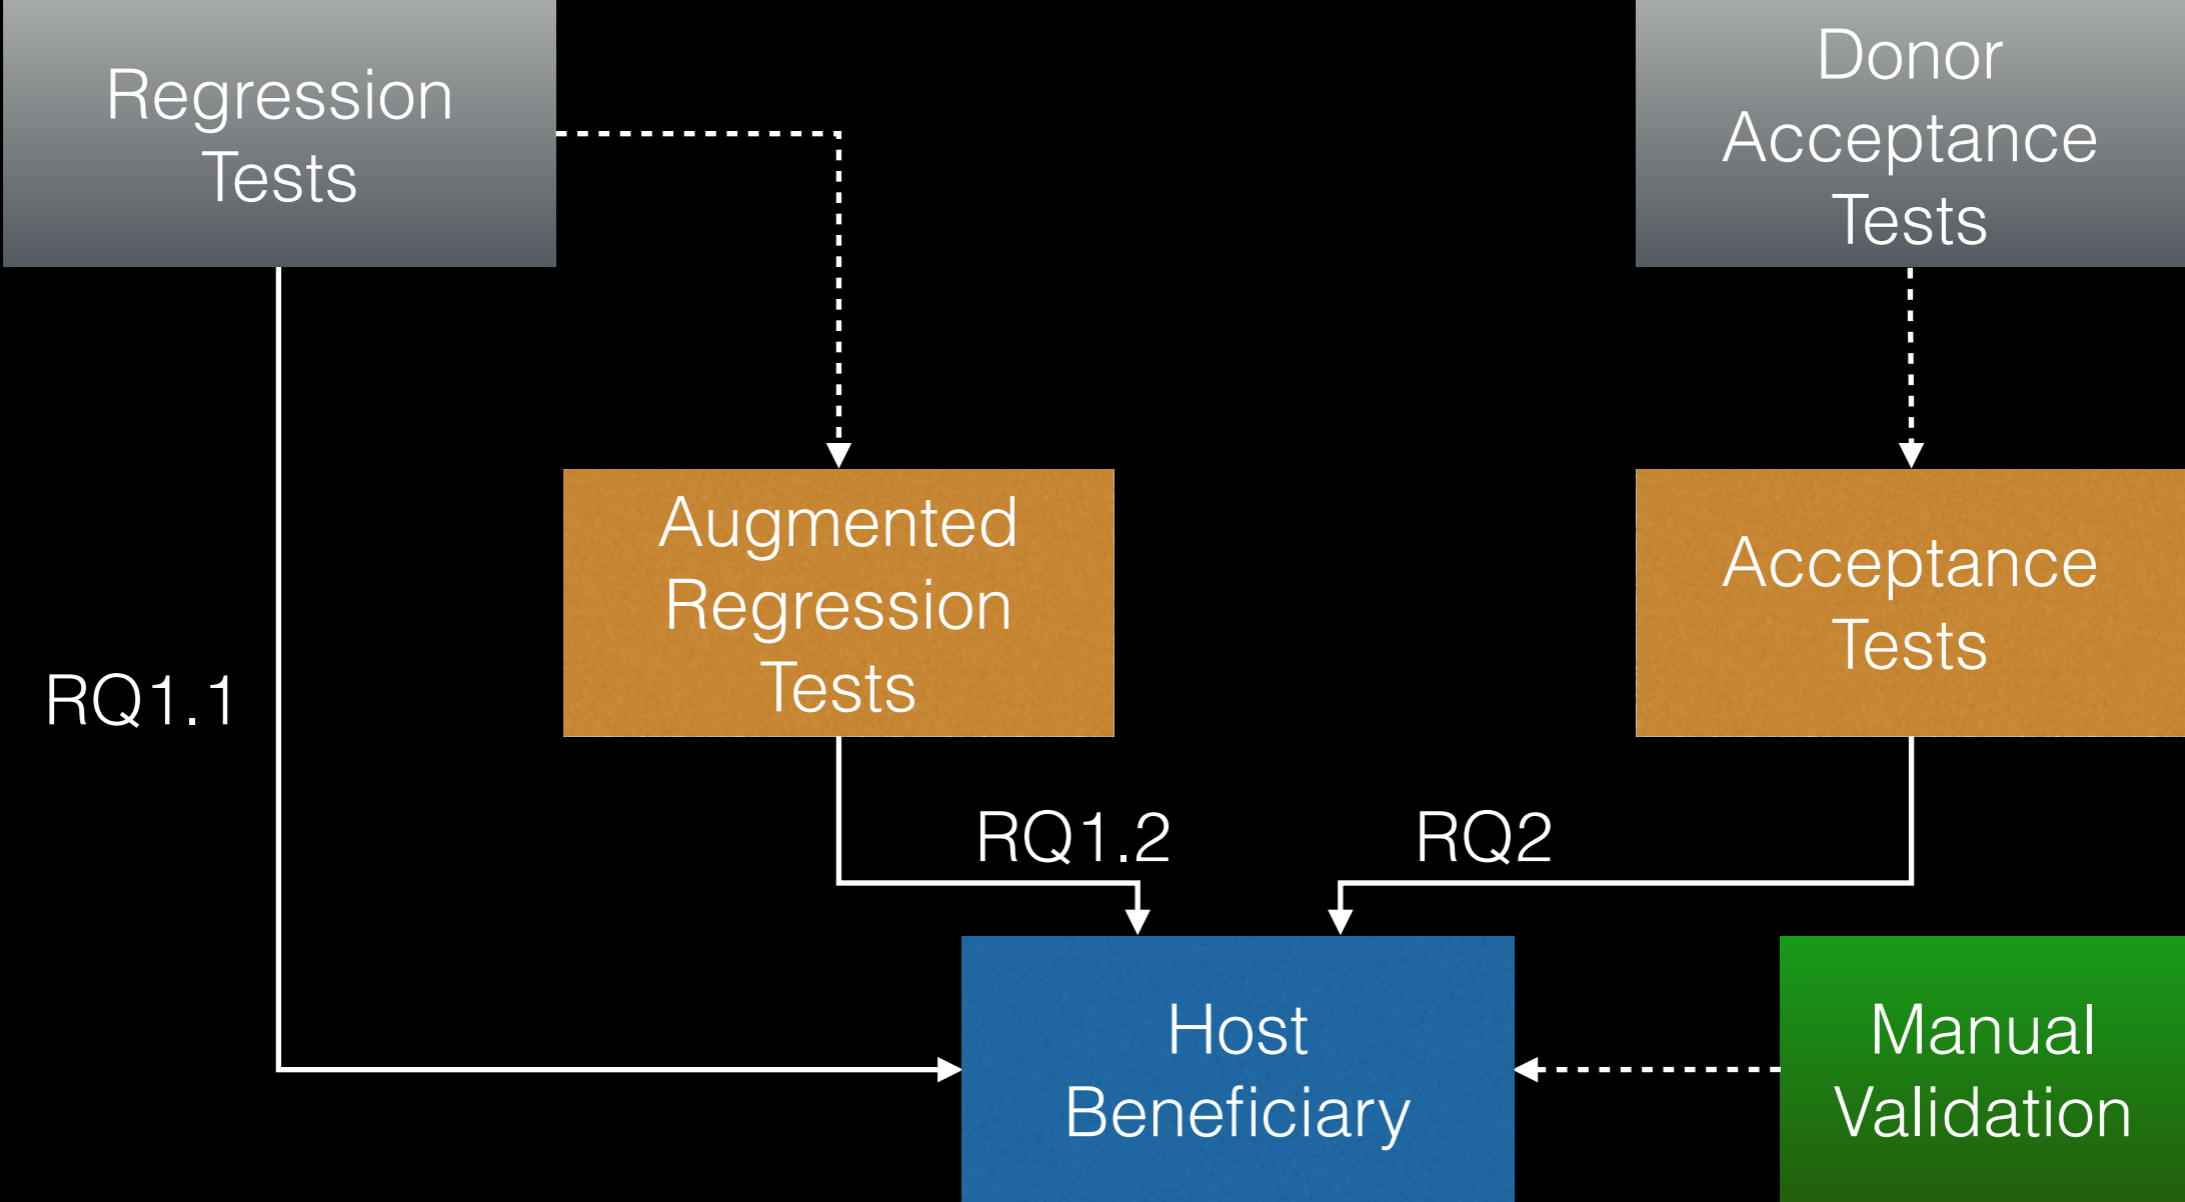 Regression
Tests
Donor
Acceptance
Tests
Augmented
Regression
Tests
Acceptance
Tests
RQ1.1
RQ1.2
RQ2
Host
Beneficiary
Manual
Validation